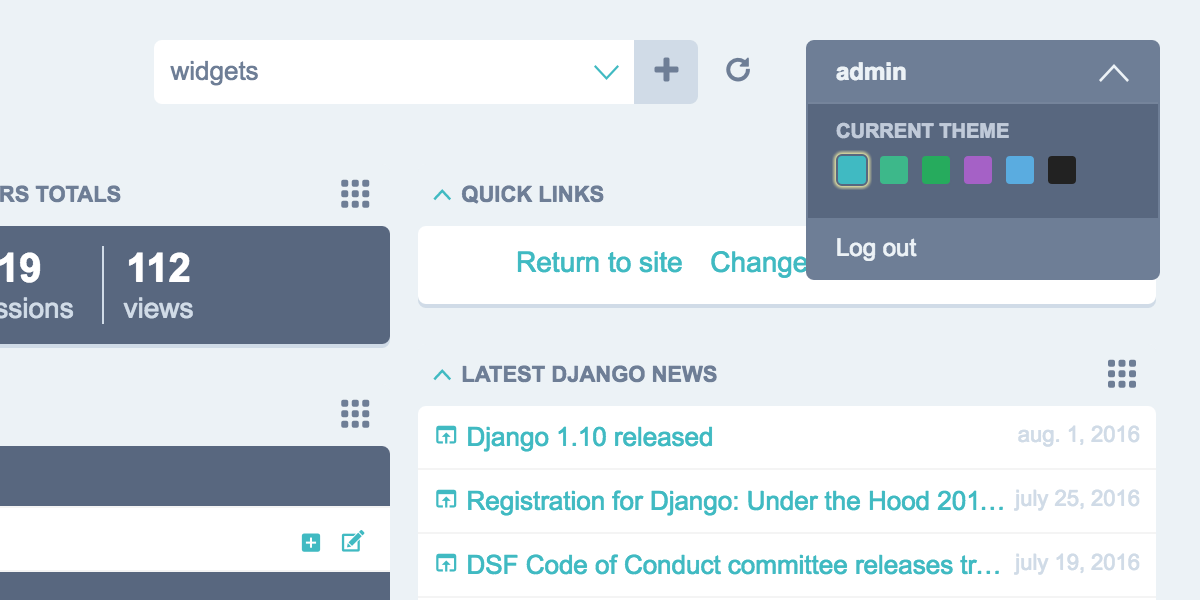 widgets
admin
CURRENT THEME
Log out
RS TOTALS
19
ssions
112
views
QUICK LINKS
Return to site Change
LATEST DJANGO NEWS
Django 1.10 released aug. 1, 2016
Registration for Django: Under the Hood 201... july 25, 2016
DSF Code of Conduct committee releases tr... july 19, 2016